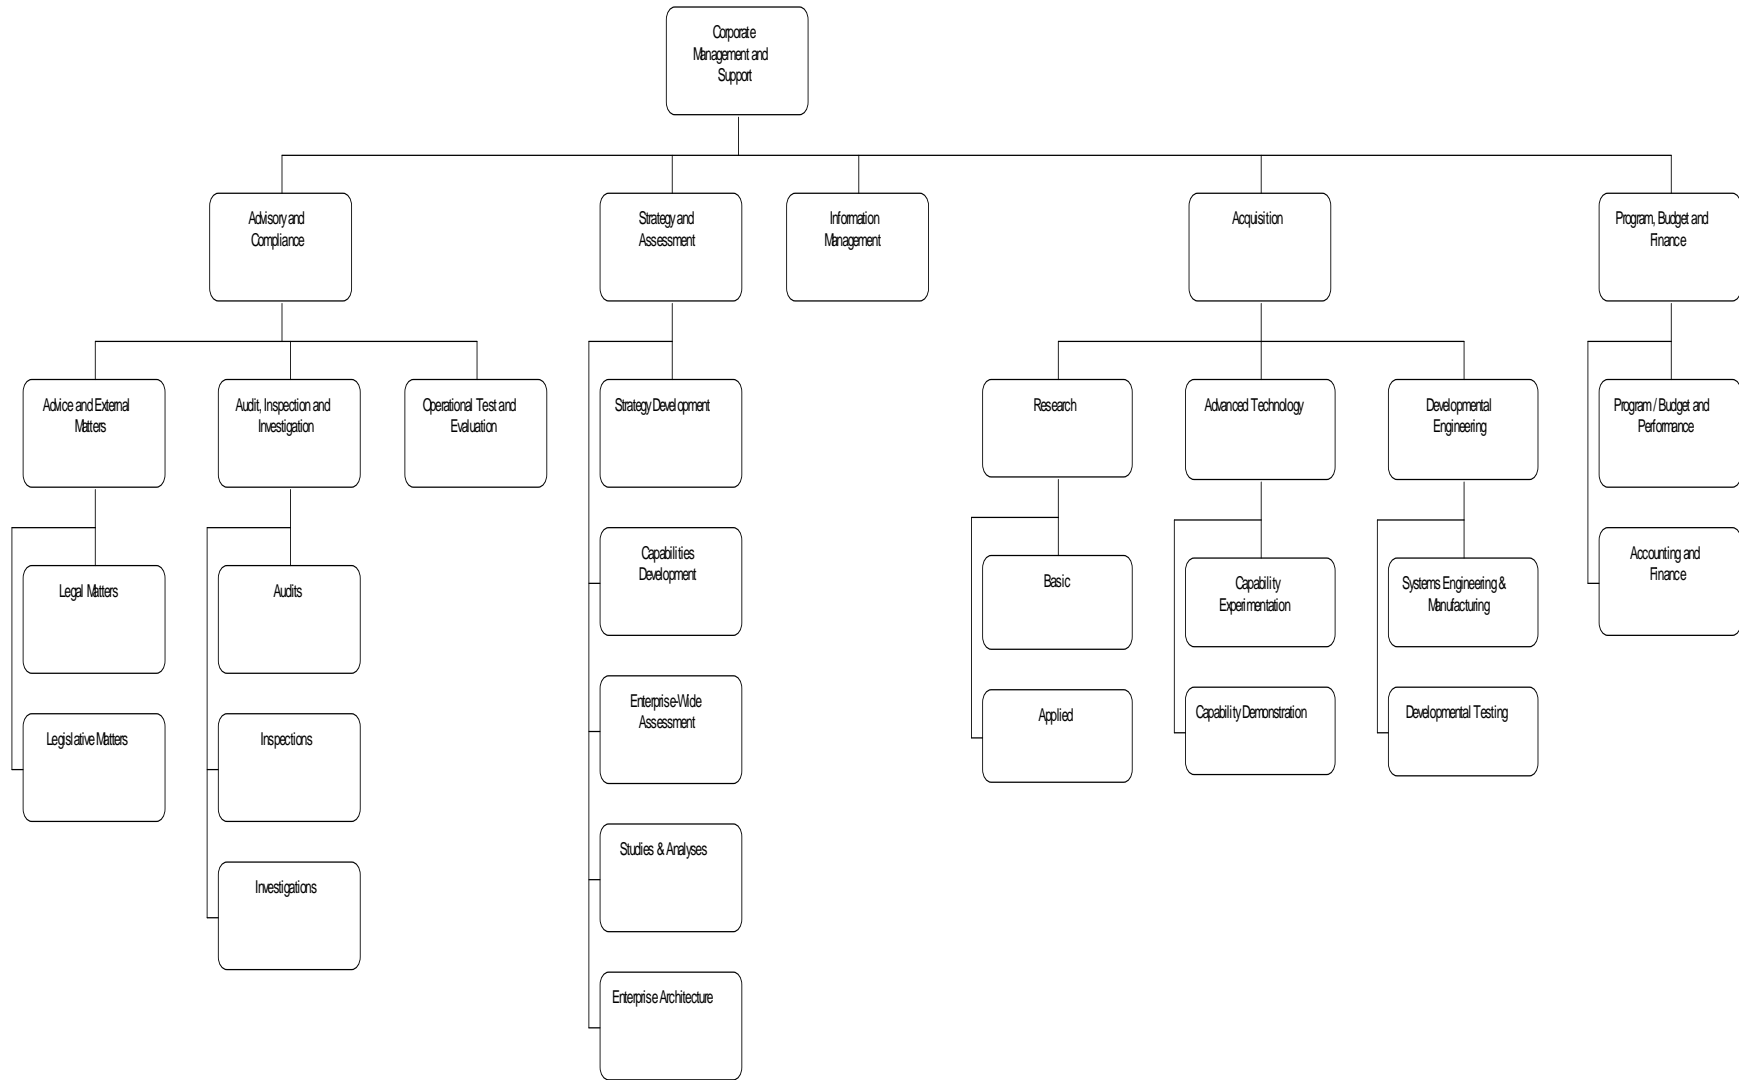 Corporate
Management and
Support
Advisory and
Compliance
Strategy and
Assessment
Information
Management
Acquisition
Program, Budget and
Finance
Advice and External
Matters
Audit, Inspection and
Investigation
Operational Test and
Evaluation
Strategy Development
Research
Advanced Technology
Developmental
Engineering
Program / Budget and
Performance
Legal Matters
Audits
Capabilities
Development
Basic
Capability
Experimentation
Systems Engineering &
Manufacturing
Accounting and
Finance
Legislative Matters
Inspections
Enterprise-Wide
Assessment
Applied
Capability Demonstration
Developmental Testing
Investigations
Studies & Analyses
Enterprise Architecture